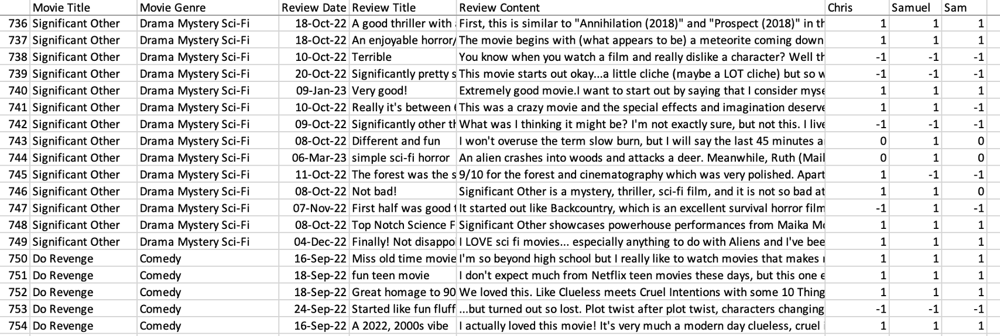 Movie Title Movie Genre Review Date Review Title Review Content Chris Samuel Sam
736 Significant Other Drama Mystery Sci-Fi 18-Oct-22 A good thriller with First, this is similar to "Annihilation (2018)" and "Prospect (2018)" in th 1 1 1
737 Significant Other Drama Mystery Sci-Fi 18-Oct-22 An enjoyable horror/ The movie begins with (what appears to be) a meteorite coming down 1 1 1
738 Significant Other Drama Mystery Sci-Fi 10-Oct-22 Terrible You know when you watch a film and really dislike a character? Well th -1 -1 -1
739 Significant Other Drama Mystery Sci-Fi 20-Oct-22 Significantly pretty s This movie starts out okay...a little cliche (maybe a LOT cliche) but so w -1 -1 -1
740 Significant Other Drama Mystery Sci-Fi 09-Jan-23 Very good! Extremely good movie.I want to start out by saying that I consider myse 1 1 1
741 Significant Other Drama Mystery Sci-Fi 10-Oct-22 Really it's between This was a crazy movie and the special effects and imagination deserve 1 1 -1
742 Significant Other Drama Mystery Sci-Fi 09-Oct-22 Significantly other th What was I thinking it might be? I'm not exactly sure, but not this. I live -1 -1 -1
743 Significant Other Drama Mystery Sci-Fi 08-Oct-22 Different and fun I won't overuse the term slow burn, but I will say the last 45 minutes a 0 1 0
744 Significant Other Drama Mystery Sci-Fi 06-Mar-23 simple sci-fi horror An alien crashes into woods and attacks a deer. Meanwhile, Ruth (Mail 0 1 0
745 Significant Other Drama Mystery Sci-Fi 11-Oct-22 The forest was the s 9/10 for the forest and cinematography which was very polished. Apart 1 -1 -1
746 Significant Other Drama Mystery Sci-Fi 08-Oct-22 Not bad! Significant Other is a mystery, thriller, sci-fi film, and it is not so bad at 1 1 0
747 Significant Other Drama Mystery Sci-Fi 07-Nov-22 First half was good t It started out like Backcountry, which is an excellent survival horror film -1 1 -1
748 Significant Other Drama Mystery Sci-Fi 08-Oct-22 Top Notch Science F Significant Other showcases powerhouse performances from Maika Mo 1 1 1
749 Significant Other Drama Mystery Sci-Fi 04-Dec-22 Finally! Not disappo I LOVE sci fi movies... especially anything to do with Aliens and I've bee 1 1 1
750 Do Revenge Comedy 16-Sep-22 Miss old time movie I'm so beyond high school but I really like to watch movies that makes 1 1 1
751 Do Revenge Comedy 18-Sep-22 fun teen movie I don't expect much from Netflix teen movies these days, but this one e 1 1 1
752 Do Revenge Comedy 18-Sep-22 Great homage to 90 We loved this. Like Clueless meets Cruel Intentions with some 10 Thing 1 1 1
753 Do Revenge Comedy 24-Sep-22 Started like fun fluff ...but turned out so lost. Plot twist after plot twist, characters changing -1 -1 -1
754 Do Revenge Comedy 16-Sep-22 A 2022, 2000s vibe I actually loved this movie! It's very much a modern day clueless, cruel 1 1 1